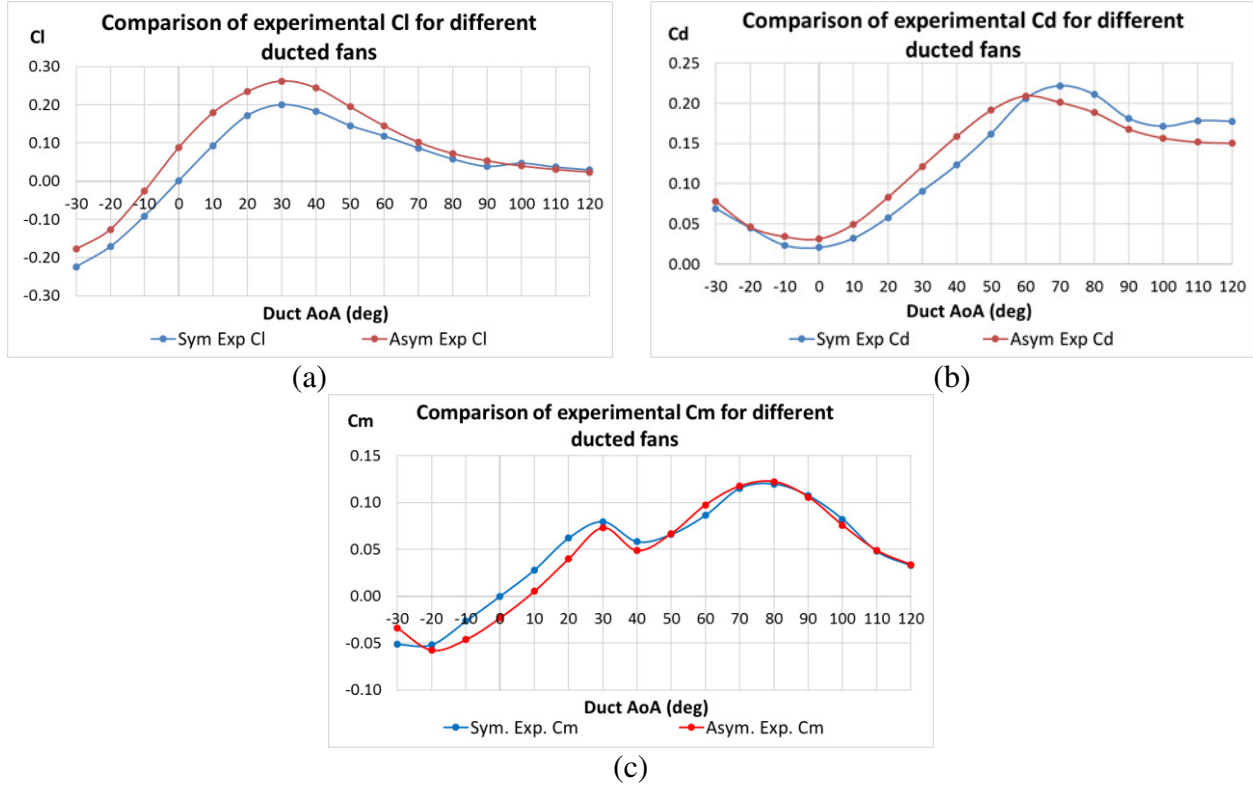 Comparison of experimental Cl for different
ducted fans
Cl
0.30
0.20
0.10
0.00
-0.10
-0.20
-0.30
-30 -20 -10 0 10 20 30 40 50 60 70 80 90 100 110 120
Duct AoA (deg)
Sym Exp Cl Asym Exp Cl
(a)
Comparison of experimental Cd for different
ducted fans
Cd
0.25
0.20
0.15
0.10
0.05
0.00
-30 -20 -10 0 10 20 30 40 50 60 70 80 90 100 110 120
Duct AoA (deg)
Sym Exp Cd Asym Exp Cd
(b)
Comparison of experimental Cm for different
ducted fans
Cm
0.15
0.10
0.05
0.00
-0.05
-0.10
-30 -20 -10 0 10 20 30 40 50 60 70 80 90 100 110 120
Duct AoA (deg)
Sym. Exp. Cm Asym. Exp. Cm
(c)